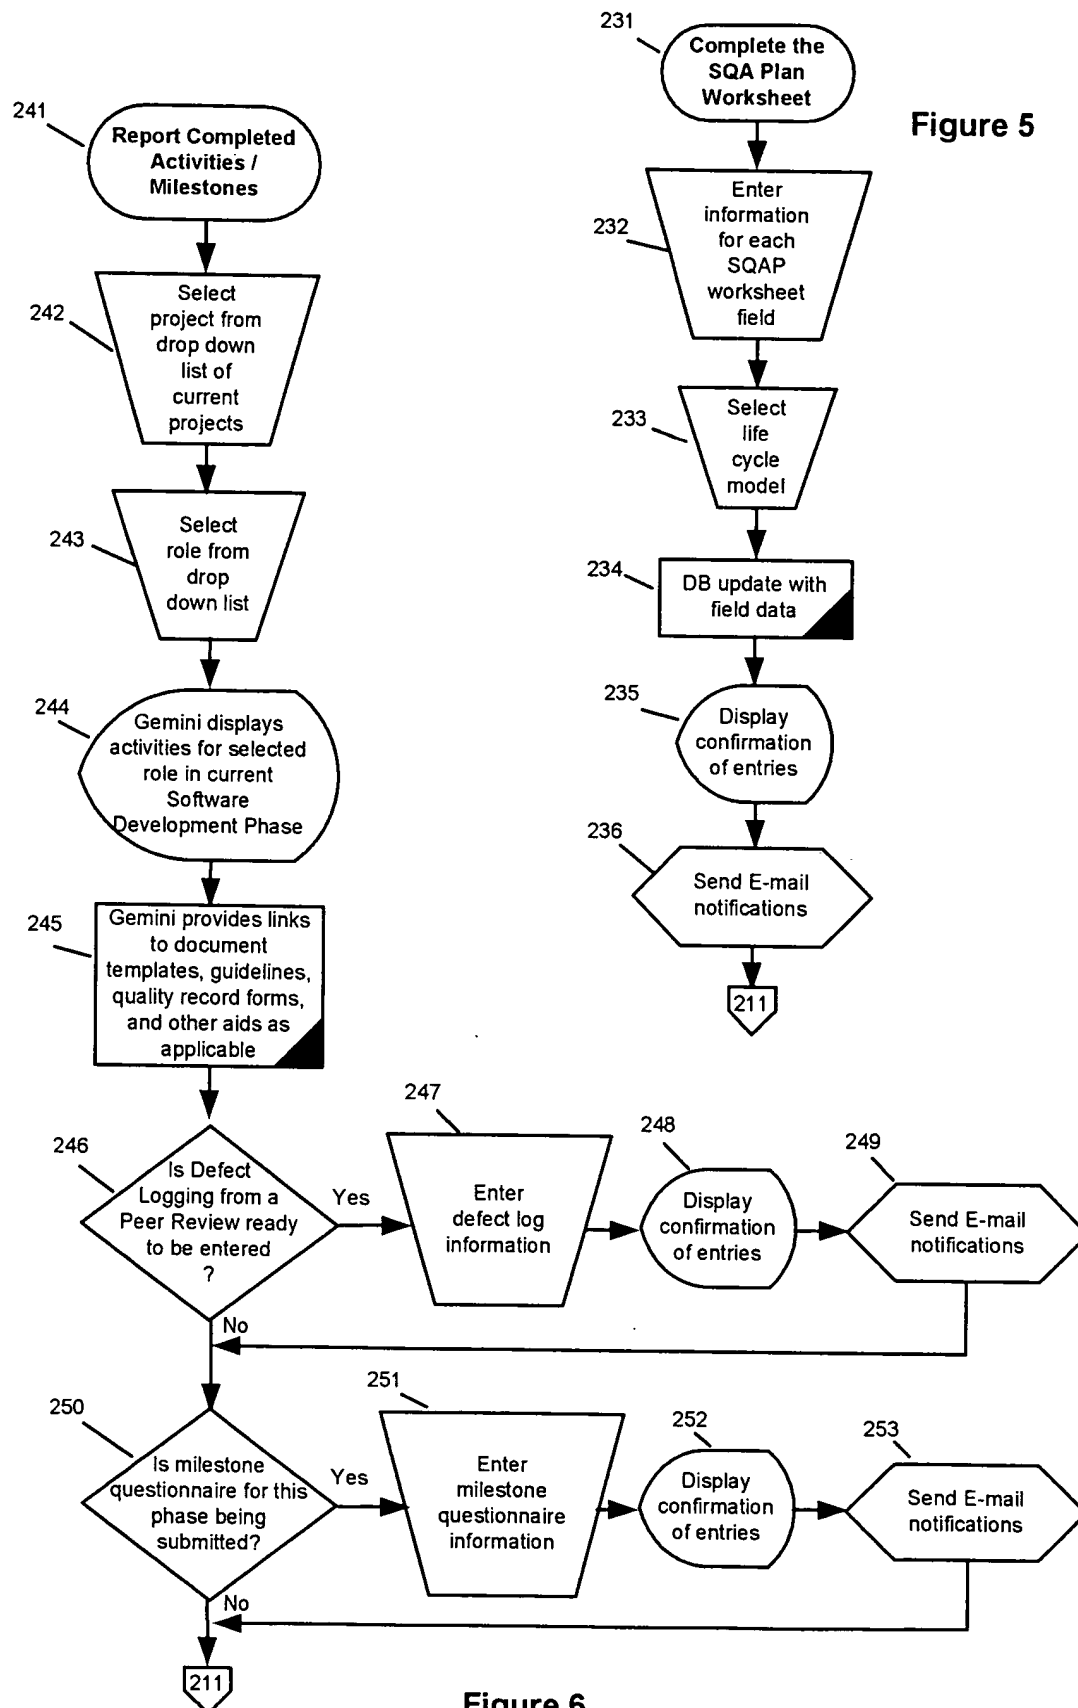 231
Complete the
SQA Plan
Worksheet
Figure 5
232
Enter
information
for each
SQAP
worksheet
field
233
Select
life
cycle
model
234
DB update with
field data
235
Display
confirmation
of entries
236
Send E-mail
notifications
211
241
Report Completed
Activities /
Milestones
242
Select
project from
drop down
list of
current
projects
243
Select
role from
drop
down list
244
Gemini displays
activities for selected
role in current
Software
Development Phase
245
Gemini provides links
to document
templates, guidelines,
quality record forms,
and other aids as
applicable
246
Is Defect
Logging from a
Peer Review ready
to be entered
?
Yes
247
Enter
defect log
information
248
Display
confirmation
of entries
249
Send E-mail
notifications
No
250
Is milestone
questionnaire for this
phase being
submitted?
Yes
251
Enter
milestone
questionnaire
information
252
Display
confirmation
of entries
253
Send E-mail
notifications
No
211
Figure 6